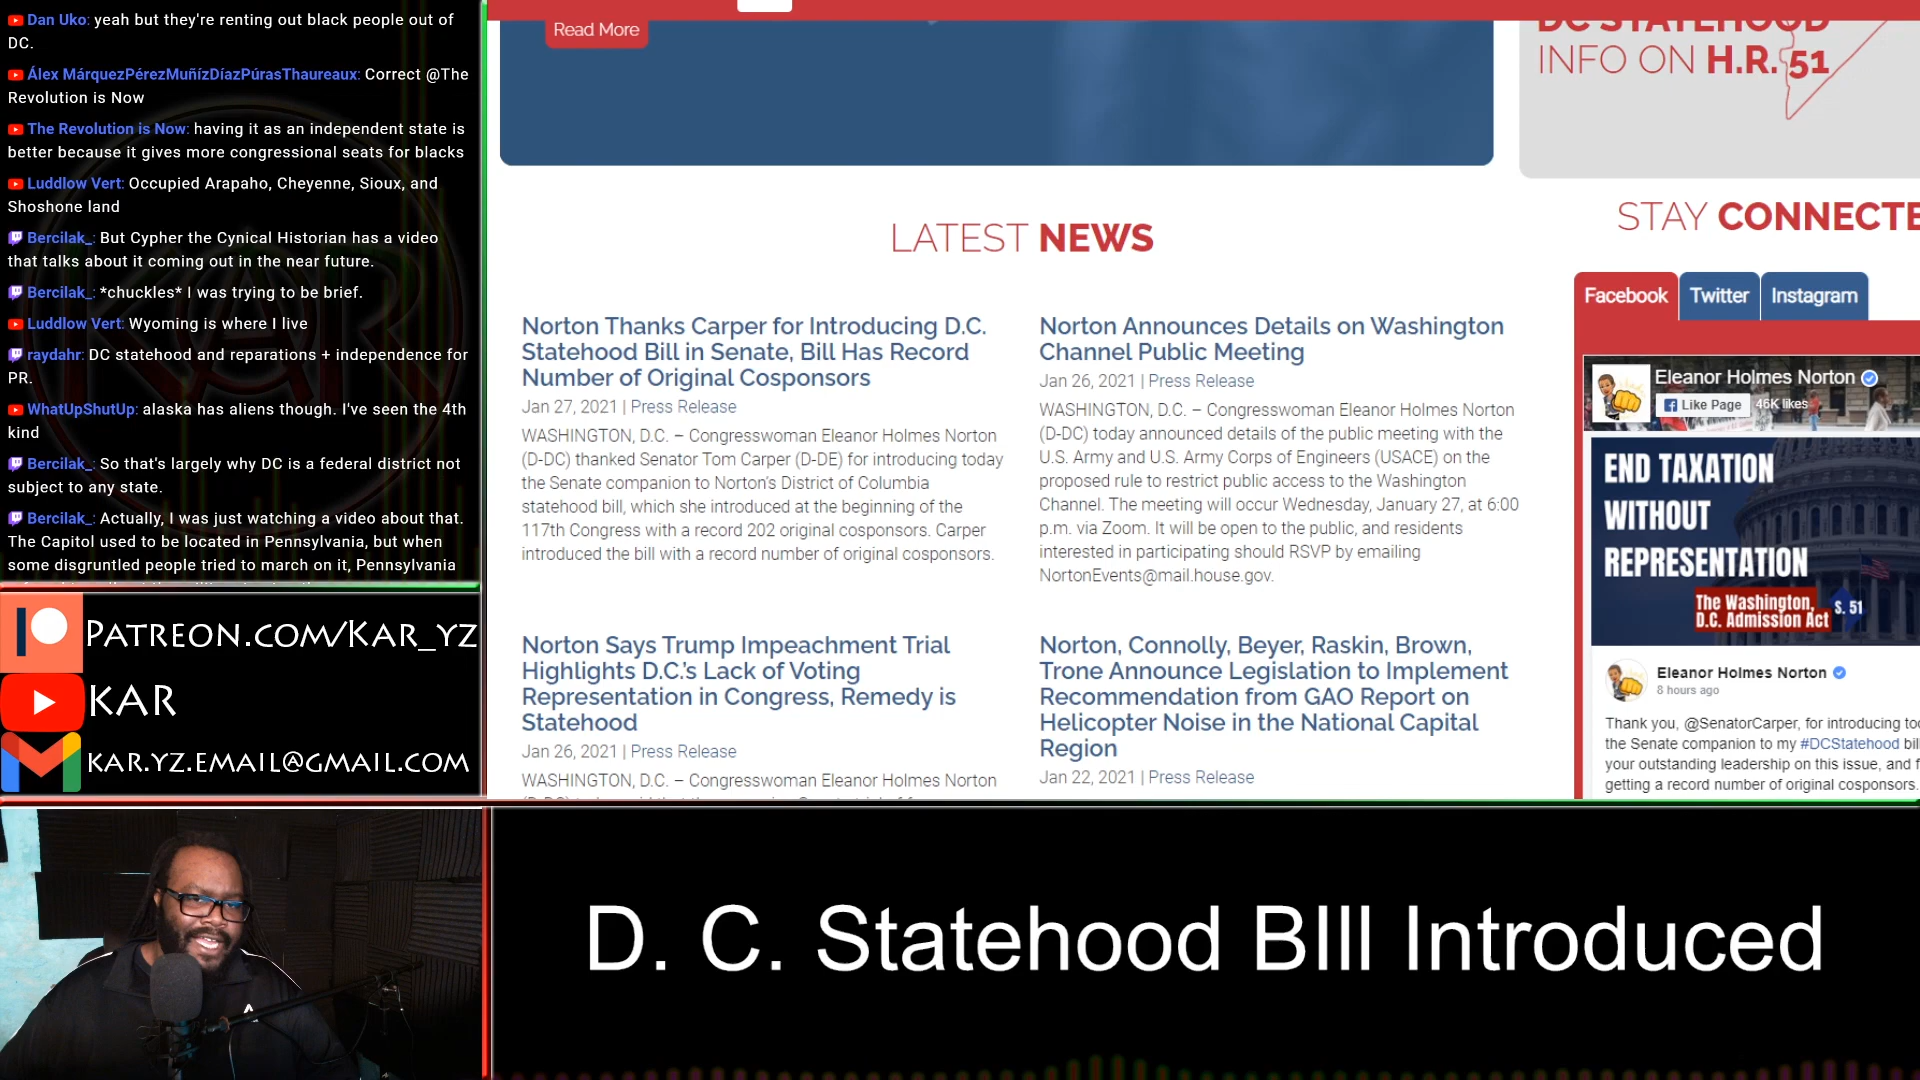 Dan Uko: yeah but they're renting out black people out of
DC.
Álex MárquezPérezMuñízDíazPúrasThaureaux: Correct @The
Revolution is Now
The Revolution is Now: having it as an independent state is
better because it gives more congressional seats for blacks
Luddlow Vert: Occupied Arapaho, Cheyenne, Sioux, and
Shoshone land
Bercilak_: But Cypher the Cynical Historian has a video
that talks about it coming out in the near future.
Bercilak_: *chuckles* I was trying to be brief.
Luddlow Vert: Wyoming is where I live
raydahr: DC statehood and reparations + independence for
PR.
WhatUpShutUp: alaska has aliens though. I've seen the 4th
kind
Bercilak_: So that's largely why DC is a federal district not
subject to any state.
Bercilak_: Actually, I was just watching a video about that.
The Capitol used to be located in Pennsylvania, but when
some disgruntled people tried to march on it, Pennsylvania
PATREON.COM/KAR_YZ
KAR
KAR.YZ.EMAIL@GMAIL.COM
Read More
DC STATEHOOD
INFO ON H.R. 51
LATEST NEWS
Norton Thanks Carper for Introducing D.C.
Statehood Bill in Senate, Bill Has Record
Number of Original Cosponsors
Jan 27, 2021 | Press Release
WASHINGTON, D.C. – Congresswoman Eleanor Holmes Norton
(D-DC) thanked Senator Tom Carper (D-DE) for introducing today
the Senate companion to Norton's District of Columbia
statehood bill, which she introduced at the beginning of the
117th Congress with a record 202 original cosponsors. Carper
introduced the bill with a record number of original cosponsors.
Norton Announces Details on Washington
Channel Public Meeting
Jan 26, 2021 | Press Release
WASHINGTON, D.C. – Congresswoman Eleanor Holmes Norton
(D-DC) today announced details of the public meeting with the
U.S. Army and U.S. Army Corps of Engineers (USACE) on the
proposed rule to restrict public access to the Washington
Channel. The meeting will occur Wednesday, January 27, at 6:00
p.m. via Zoom. It will be open to the public, and residents
interested in participating should RSVP by emailing
NortonEvents@mail.house.gov.
Norton Says Trump Impeachment Trial
Highlights D.C.'s Lack of Voting
Representation in Congress, Remedy is
Statehood
Jan 26, 2021 | Press Release
WASHINGTON, D.C. – Congresswoman Eleanor Holmes Norton
Norton, Connolly, Beyer, Raskin, Brown,
Trone Announce Legislation to Implement
Recommendation from GAO Report on
Helicopter Noise in the National Capital
Region
Jan 22, 2021 | Press Release
STAY CONNECTE
Facebook Twitter Instagram
Eleanor Holmes Norton
Like Page 46K likes
END TAXATION
WITHOUT
REPRESENTATION
The Washington,
D.C. Admission Act S. 51
Eleanor Holmes Norton
8 hours ago
Thank you, @SenatorCarper, for introducing
the Senate companion to my #DCStatehood
your outstanding leadership on this issue, and
getting a record number of original cosponsors.
D. C. Statehood BIll Introduced